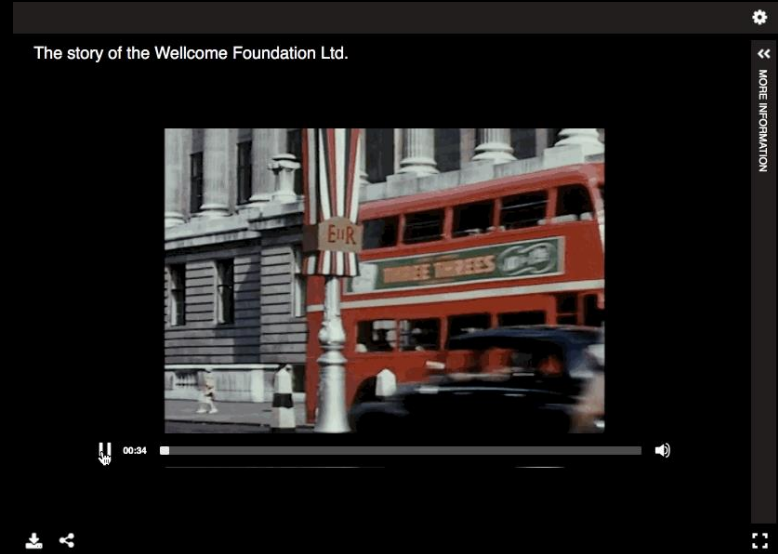 The story of the Wellcome Foundation Ltd.
MORE INFORMATION
EIIR
THREE THREES
00:34